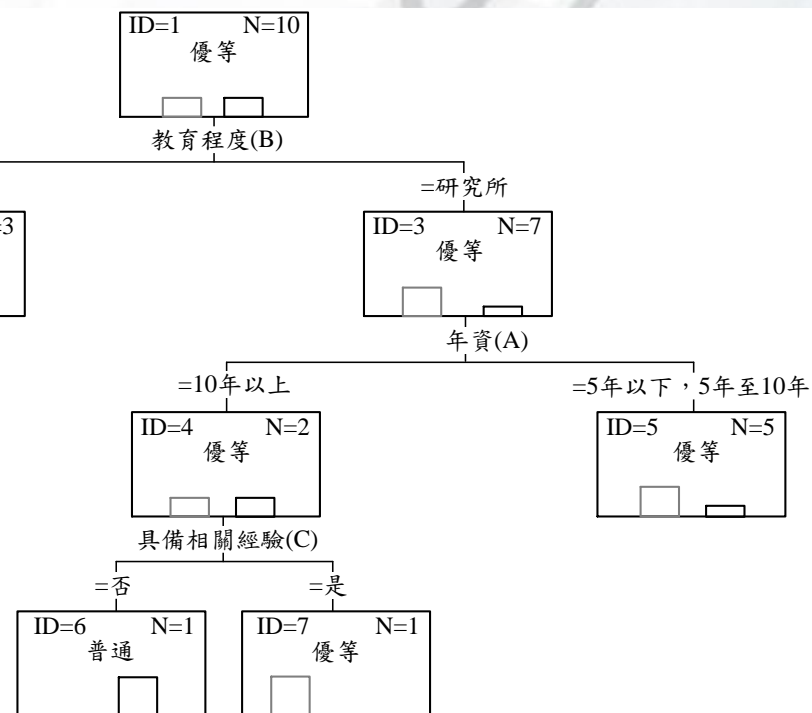 ID=1 N=10
優等
教育程度(B)
=研究所
=3
ID=3 N=7
優等
年資(A)
=10年以上
=5年以下，5年至10年
ID=4 N=2
優等
ID=5 N=5
優等
具備相關經驗(C)
=否
=是
ID=6 N=1
普通
ID=7 N=1
優等